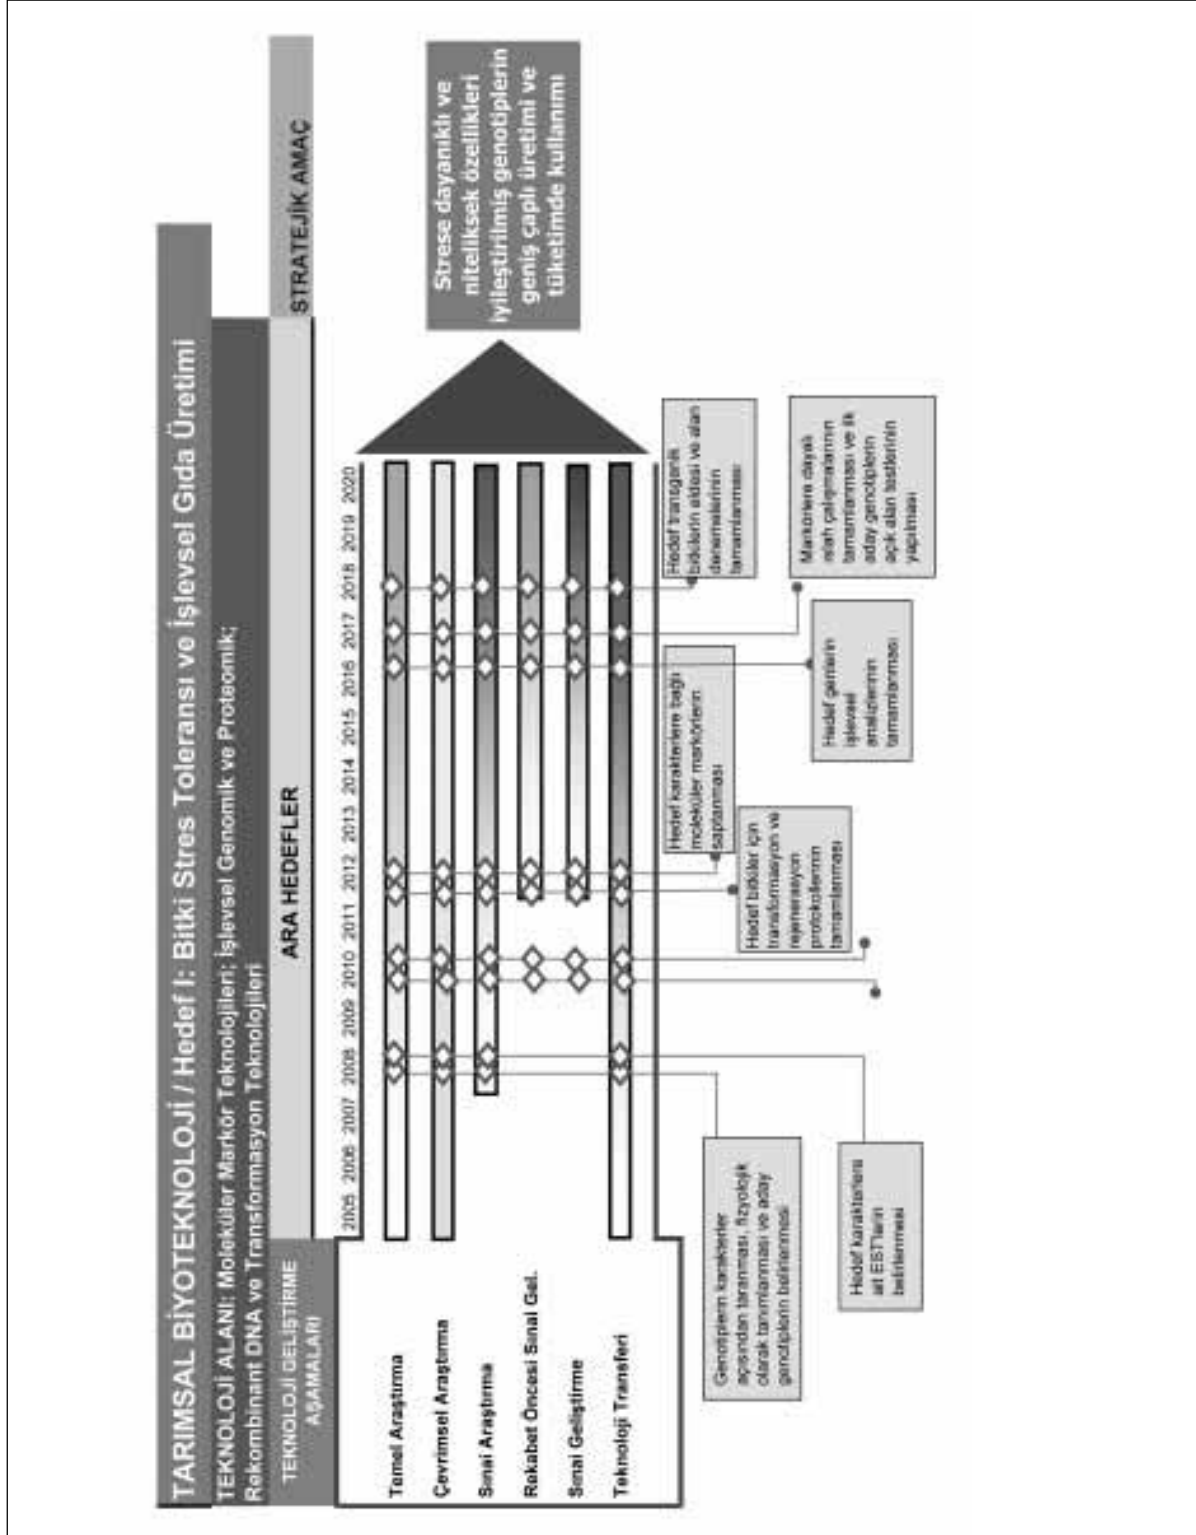 TARIMSAL BİYOTEKNOLOJİ / Hedef I: Bitki Stres Toleransı ve İşlevsel Gıda Üretimi
TEKNOLOJİ ALANI: Moleküler Markör Teknolojileri; İşlevsel Genomik ve Proteomik;
Rekombinant DNA ve Transformasyon Teknolojileri
TEKNOLOJİ GELİŞTİRME
AŞAMALARI
ARA HEDEFLER
STRATEJİK AMAÇ
2005 2006 2007 2008 2009 2010 2011 2012 2013 2014 2015 2016 2017 2018 2019 2020
Temel Araştırma
Çevrimsel Araştırma
Sınai Araştırma
Rekabet Öncesi Sınai Gel.
Sınai Geliştirme
Teknoloji Transferi
Strese dayanıklı ve
niteliksek özellikleri
iyileştirilmiş genotiplerin
geniş çaplı üretimi ve
tüketimde kullanımı
Genotiplerin karakterler
açısından taranması, fizyolojik
olarak tanımlanması ve aday
genotiplerin belirlenmesi
Hedef karakterlere
ait EST'lerin
belirlenmesi
Hedef bitkiler için
transformasyon ve
rejenerasyon
protokollerinin
tamamlanması
Hedef karakterlere bağlı
moleküler markörlerin
saptanması
Hedef genlerin
işlevsel
analizlerinin
tamamlanması
Hedef transgenik
bitkilerin eldesi ve alan
denemelerinin
tamamlanması
Markörlere dayalı
ıslah çalışmalarının
tamamlanması ve ilk
aday genotiplerin
açık alan testlerinin
yapılması